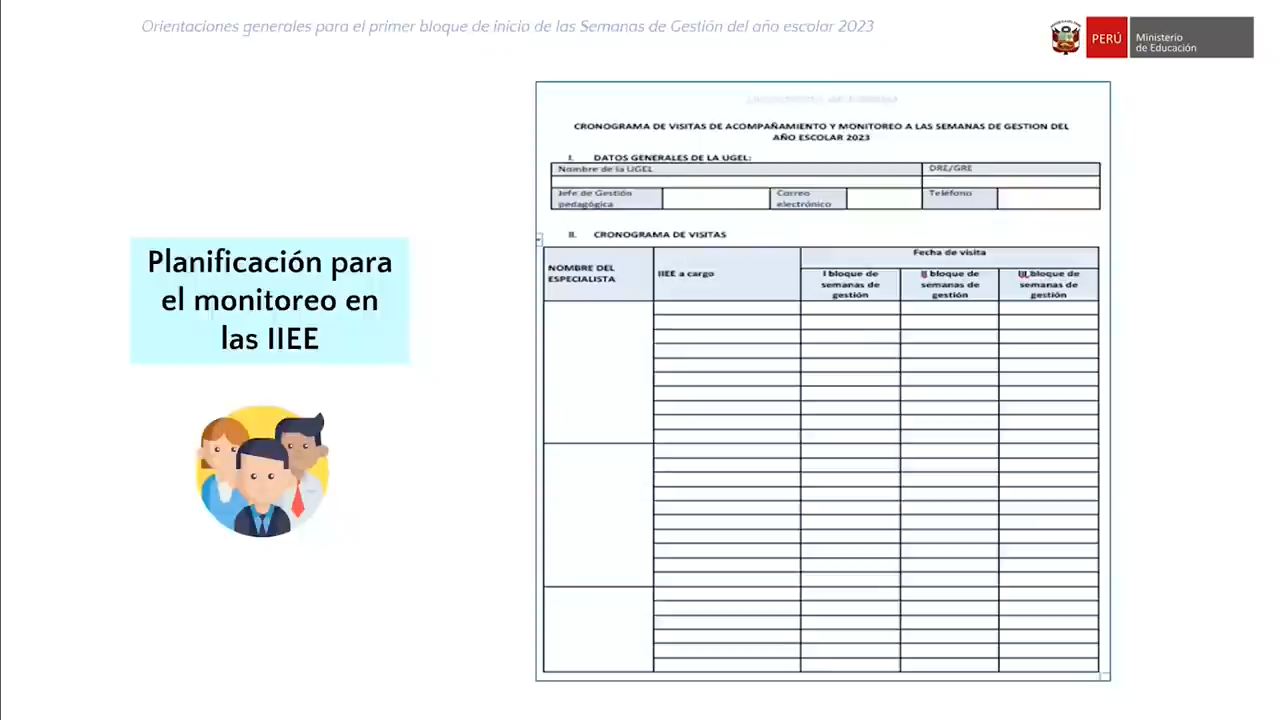 Orientaciones generales para el primer bloque de inicio de las Semanas de Gestión del año escolar 2023
PERÚ
Ministerio
de Educación
CRONOGRAMA DE VISITAS DE ACOMPAÑAMIENTO Y MONITOREO A LAS SEMANAS DE GESTION DEL
AÑO ESCOLAR 2023
I. DATOS GENERALES DE LA UGEL:
Nombre de la UGEL DRE/GRE
Jefe de Gestión
pedagógica
Correo
electrónico
Teléfono
II. CRONOGRAMA DE VISITAS
NOMBRE DEL
ESPECIALISTA
IIEE a cargo
Fecha de visita
I bloque de
semanas de
gestión
II bloque de
semanas de
gestión
III bloque de
semanas de
gestión
Planificación para
el monitoreo en
las IIEE